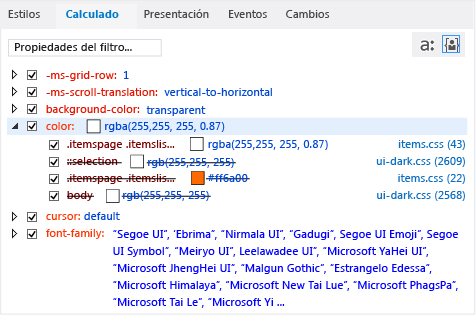 Estilos Calculado Presentación Eventos Cambios
Propiedades del filtro... a:
-ms-grid-row: 1
-ms-scroll-translation: vertical-to-horizontal
background-color: transparent
color: rgba(255,255, 255, 0.87)
.itemspage .itemslis... rgba(255,255, 255, 0.87) items.css (43)
::selection rgb(255,255, 255) ui-dark.css (2609)
.itemspage .itemslis... #ff6a00 items.css (22)
body rgb(255,255, 255) ui-dark.css (2568)
cursor: default
font-family: “Segoe UI”, ‘Ebrima”, “Nirmala UI”, “Gadugi”, Segoe UI Emoji”, Segoe
UI Symbol”, “Meiryo UI”, Leelawadee UI”, “Microsoft YaHei UI”,
“Microsoft JhengHei UI”, “Malgun Gothic”, “Estrangelo Edessa”,
“Microsoft Himalaya”, “Microsoft New Tai Lue”, “Microsoft PhagsPa”,
“Microsoft Tai Le”, “Microsoft Yi ...